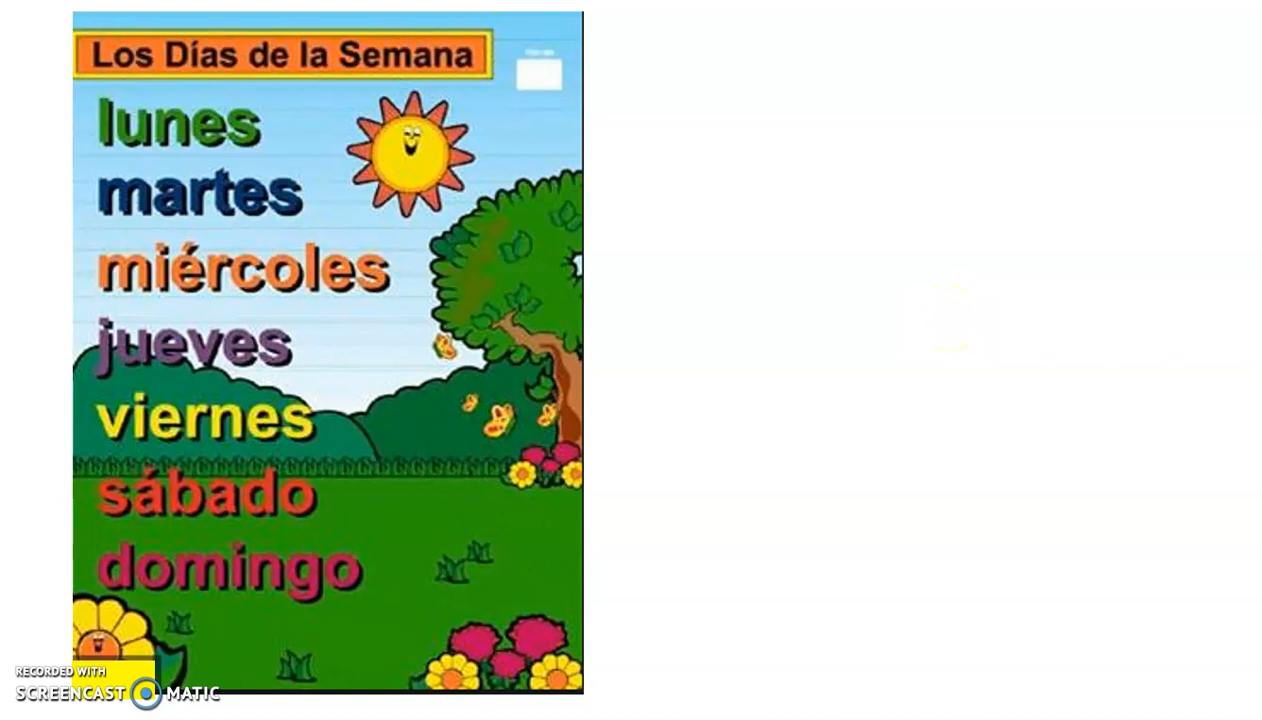 Los Días de la Semana
lunes
martes
miércoles
jueves
viernes
sábado
domingo
RECORDED WITH
SCREENCAST MATIC